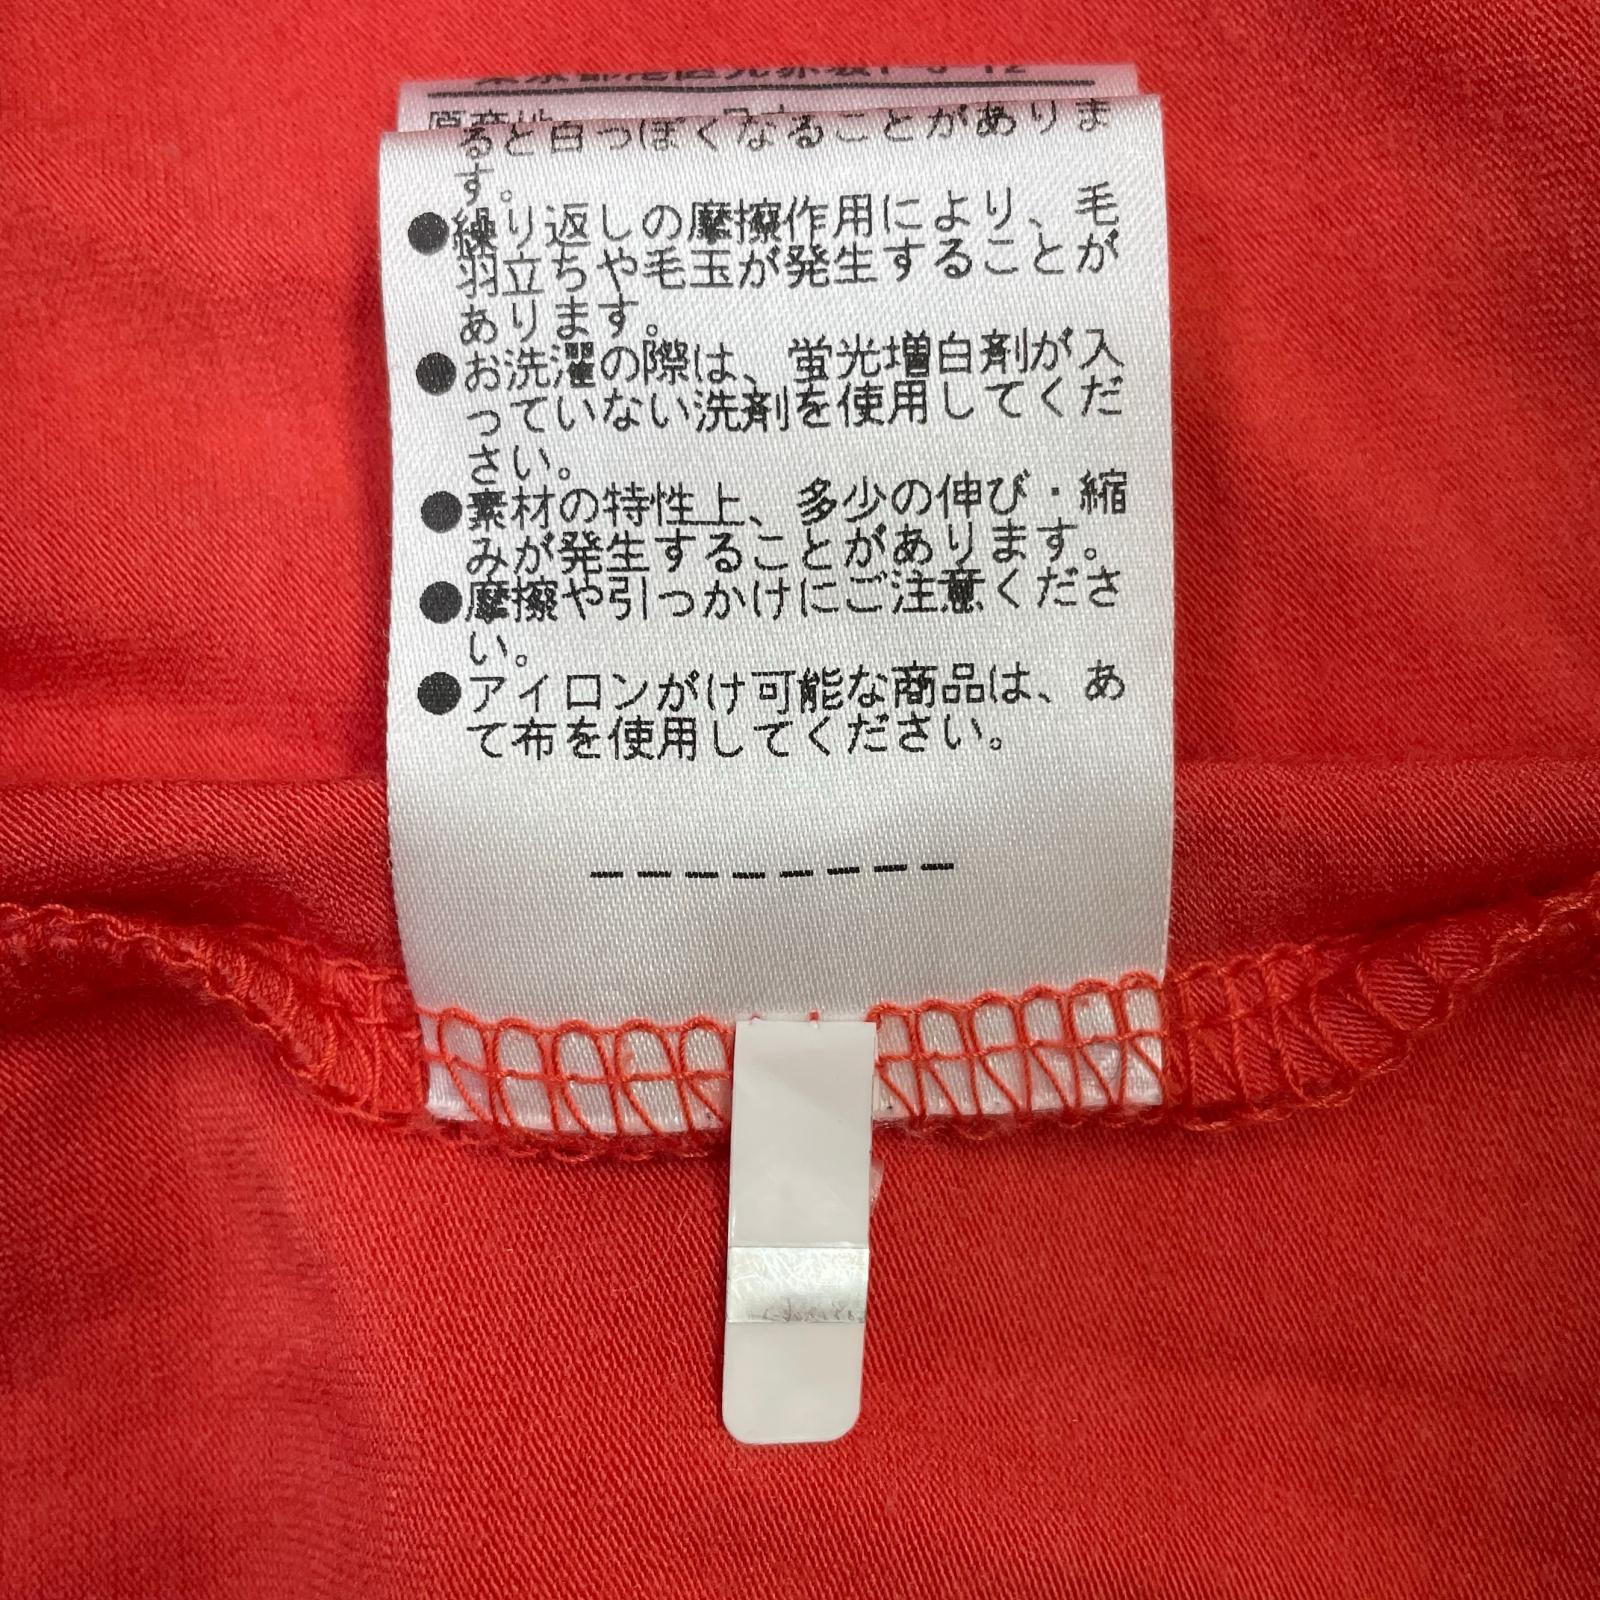 ると白っぽくなることがありま
す。
●繰り返しの摩擦作用により、毛
羽立ちや毛玉が発生することが
あります。
●お洗濯の際は、蛍光増白剤が入
っていない洗剤を使用してくだ
さい。
●素材の特性上、多少の伸び・縮
みが発生することがあります。
●摩擦や引っかけにご注意くださ
い。
●アイロンがけ可能な商品は、あ
て布を使用してください。